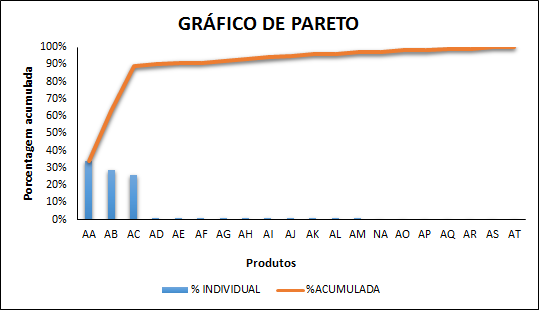 GRÁFICO DE PARETO
Porcentagem acumulada
100%
90%
80%
70%
60%
50%
40%
30%
20%
10%
0%
AA AB AC AD AE AF AG AH AI AJ AK AL AM NA AO AP AQ AR AS AT
Produtos
% INDIVIDUAL %ACUMULADA